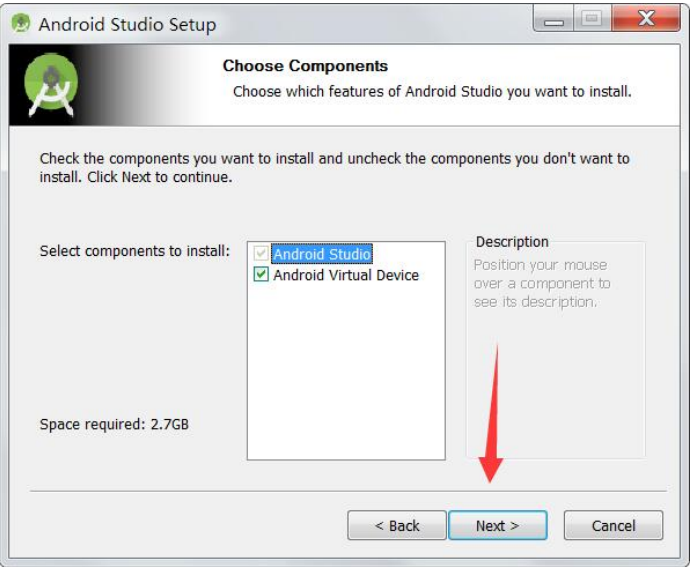 Android Studio Setup
Choose Components
Choose which features of Android Studio you want to install.
Check the components you want to install and uncheck the components you don't want to
install. Click Next to continue.
Select components to install:
Android Studio
Android Virtual Device
Description
Position your mouse
over a component to
see its description.
Space required: 2.7GB
< Back
Next >
Cancel